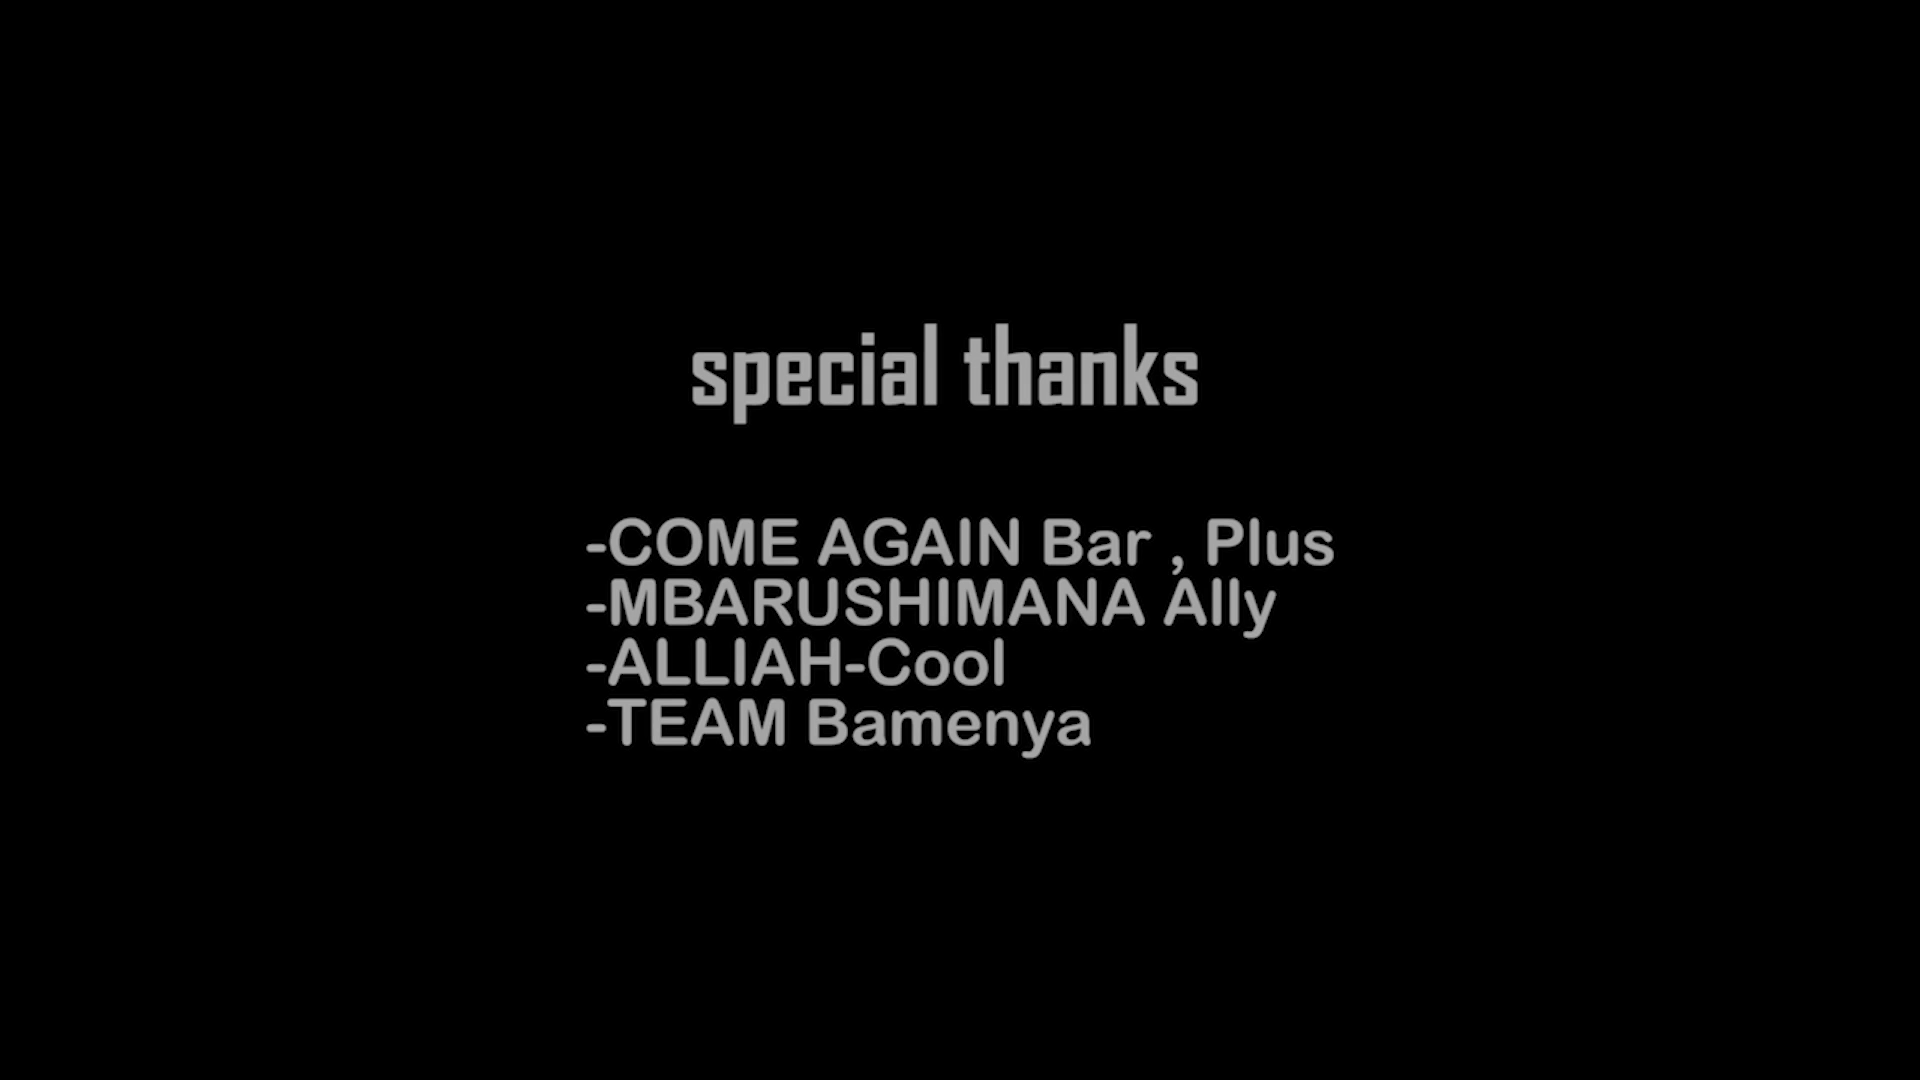 special thanks
-COME AGAIN Bar , Plus
-MBARUSHIMANA Ally
-ALLIAH-Cool
-TEAM Bamenya